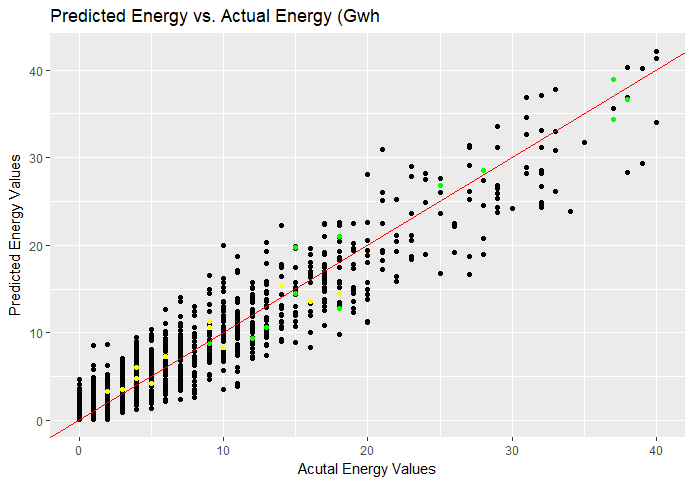 Predicted Energy vs. Actual Energy (Gwh
Predicted Energy Values
40
30
20
10
0
0 10 20 30 40
Acutal Energy Values